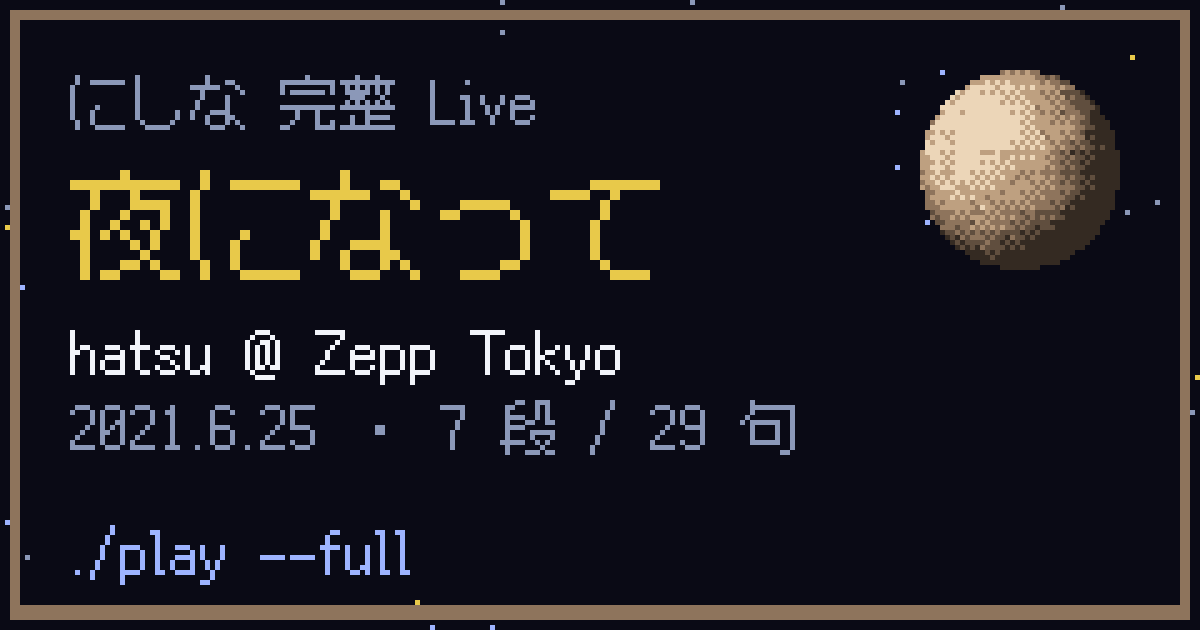 にしな 完整 Live
夜になって
hatsu @ Zepp Tokyo
2021.6.25 · 7 段 / 29 句
./play --full